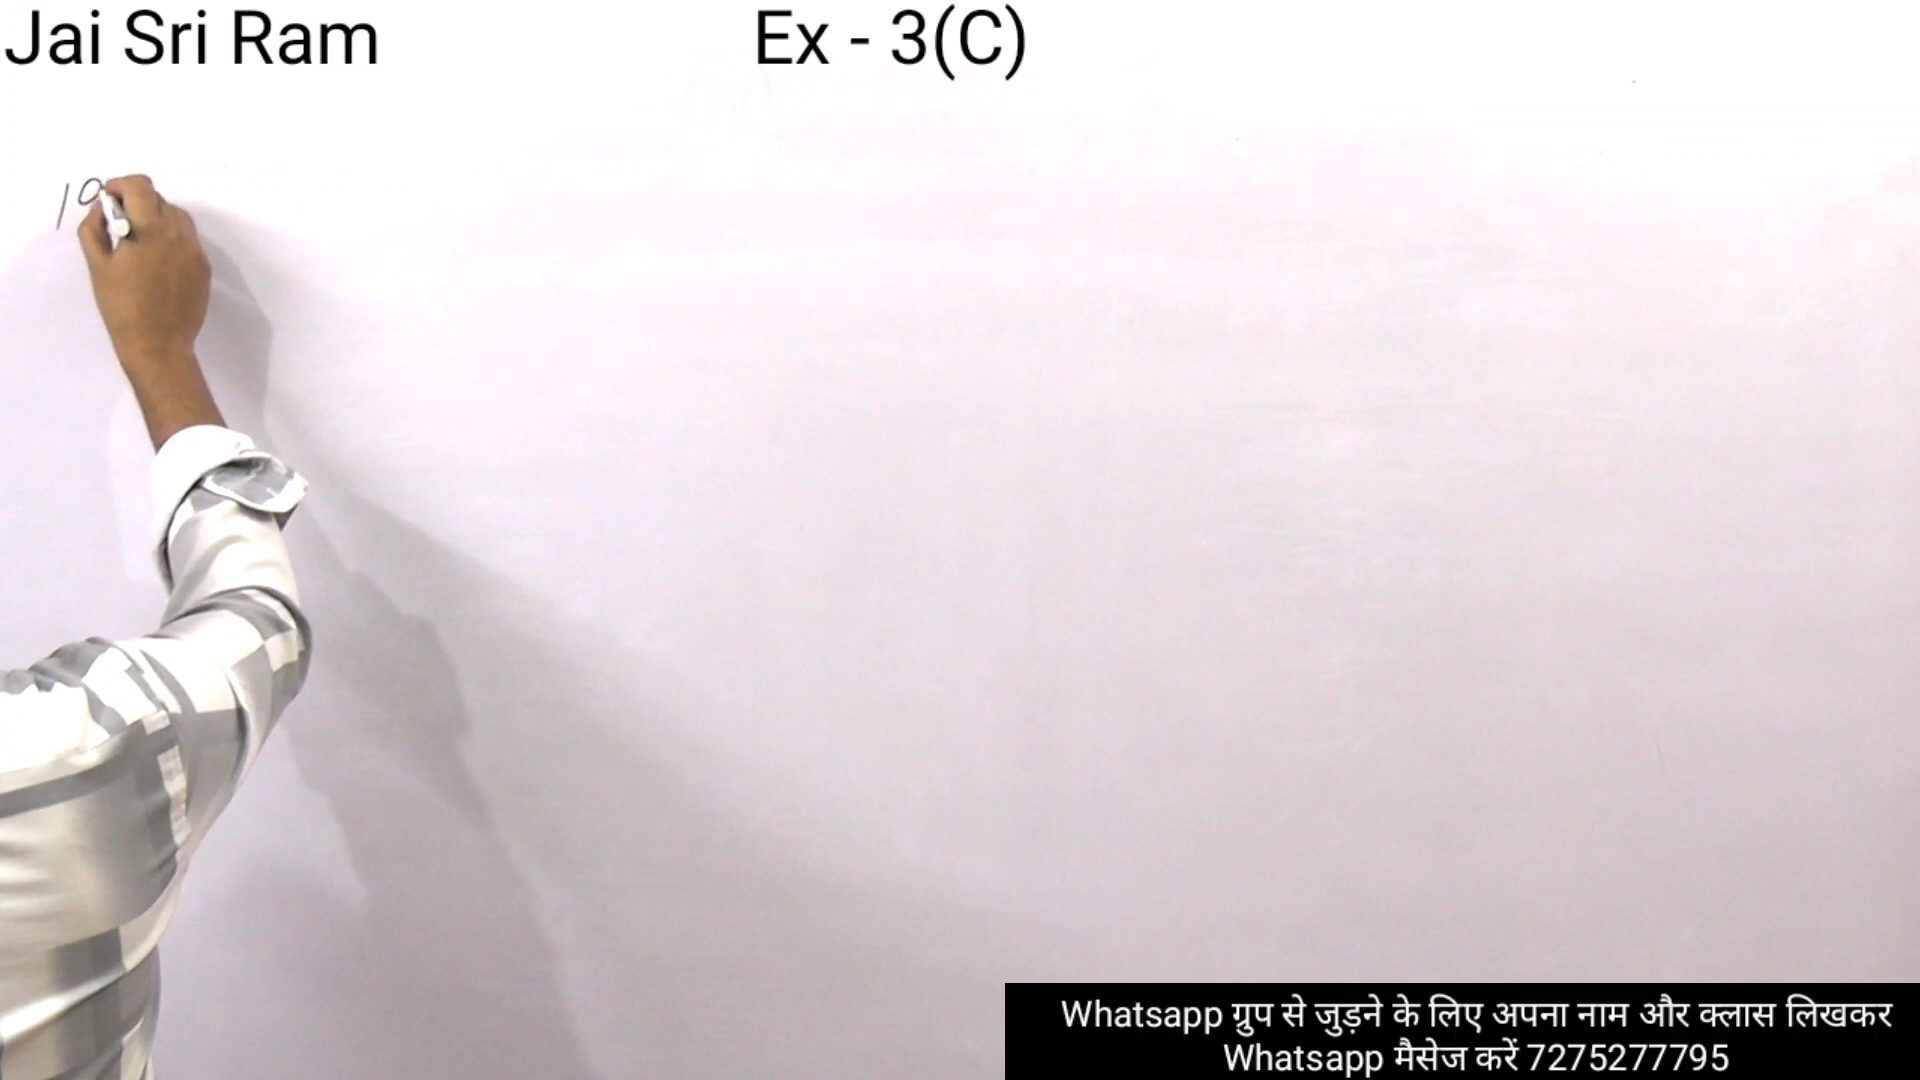 Jai Sri Ram Ex - 3(C)
Whatsapp ग्रुप से जुड़ने के लिए अपना नाम और क्लास लिखकर
Whatsapp मैसेज करें 7275277795